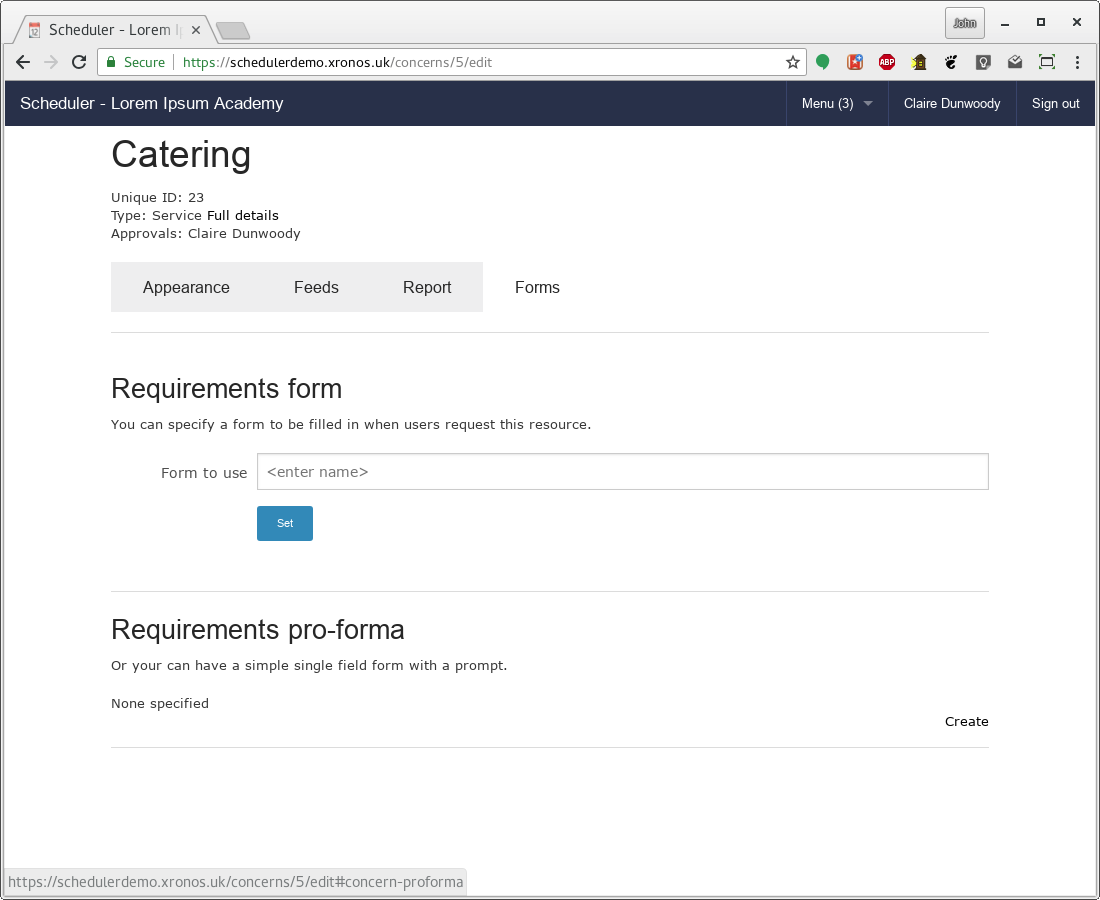 Scheduler - Lorem I
John
Secure https://schedulerdemo.xronos.uk/concerns/5/edit
ABP
Scheduler - Lorem Ipsum Academy Menu (3) Claire Dunwoody Sign out
Catering
Unique ID: 23
Type: Service Full details
Approvals: Claire Dunwoody
Appearance Feeds Report Forms
Requirements form
You can specify a form to be filled in when users request this resource.
Form to use <enter name>
Set
Requirements pro-forma
Or your can have a simple single field form with a prompt.
None specified
Create
https://schedulerdemo.xronos.uk/concerns/5/edit#concern-proforma